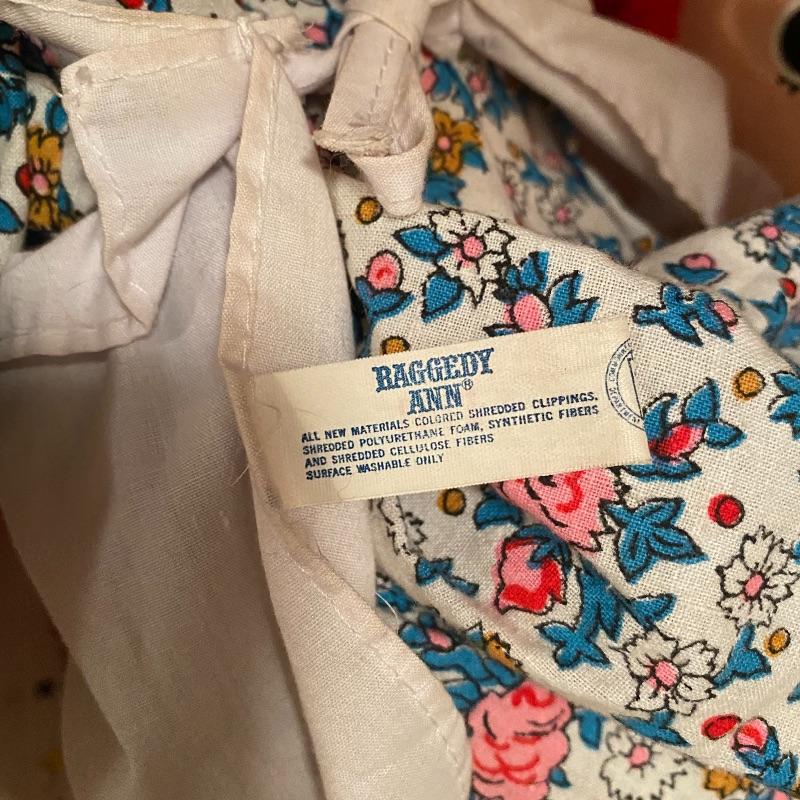 RAGGEDY
ANN®
ALL NEW MATERIALS COLORED SHREDDED CLIPPINGS,
SHREDDED POLYURETHANE FOAM, SYNTHETIC FIBERS
AND SHREDDED CELLULOSE FIBERS
SURFACE WASHABLE ONLY